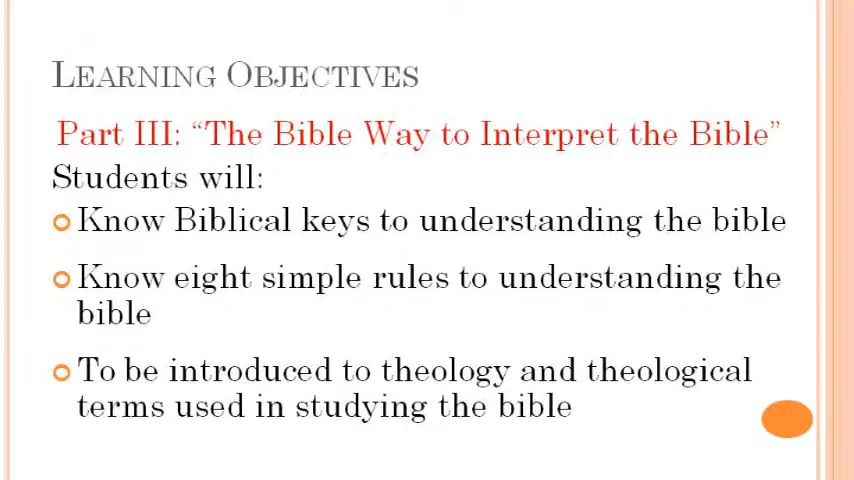 LEARNING OBJECTIVES
Part III: “The Bible Way to Interpret the Bible”
Students will:
Know Biblical keys to understanding the bible
Know eight simple rules to understanding the
bible
To be introduced to theology and theological
terms used in studying the bible